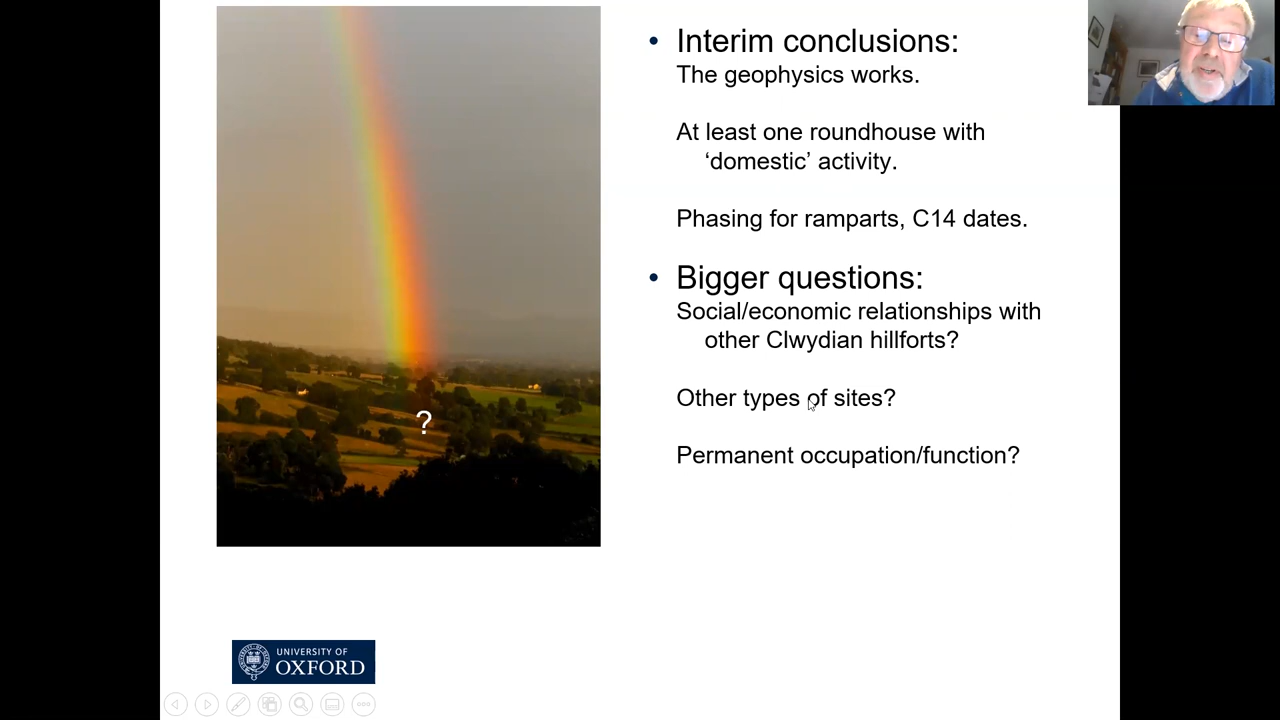 • Interim conclusions:
The geophysics works.
At least one roundhouse with
‘domestic’ activity.
Phasing for ramparts, C14 dates.
• Bigger questions:
Social/economic relationships with
other Clwydian hillforts?
Other types of sites?
Permanent occupation/function?
?
UNIVERSITY OF
OXFORD